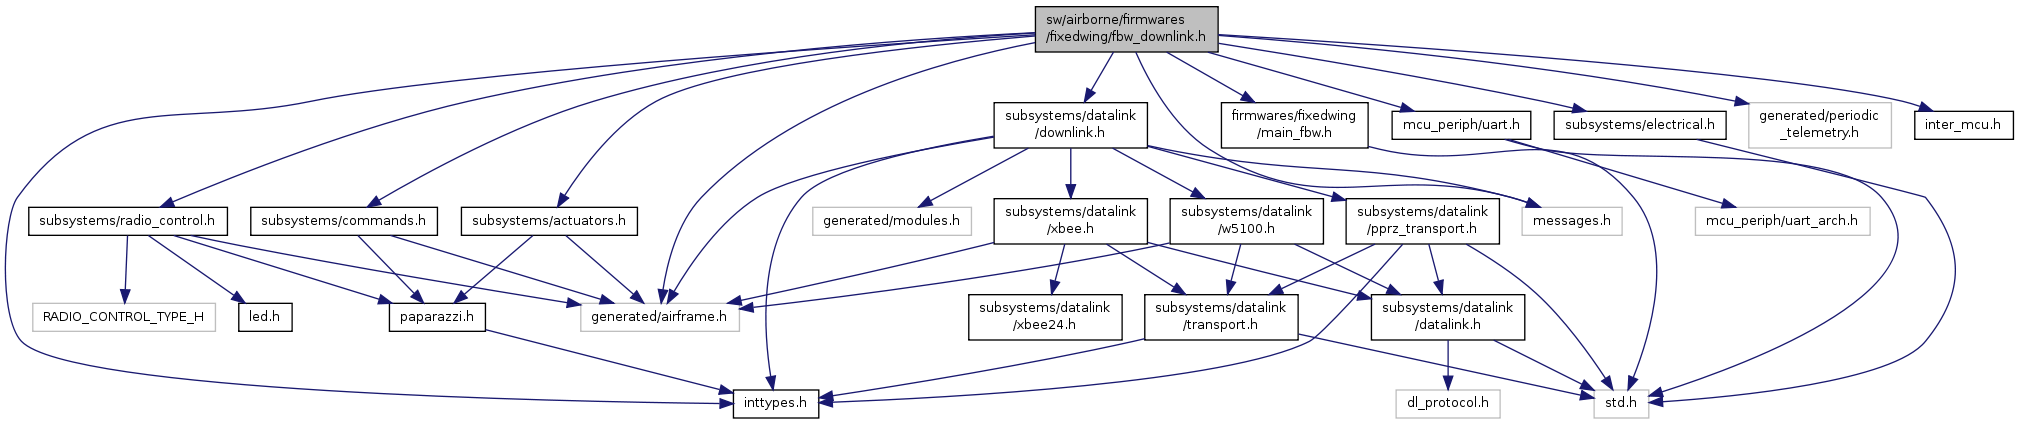 sw/airborne/firmwares
/fixedwing/fbw_downlink.h
subsystems/datalink
/downlink.h
firmwares/fixedwing
/main_fbw.h
mcu_periph/uart.h
subsystems/electrical.h
generated/periodic
_telemetry.h
inter_mcu.h
subsystems/radio_control.h
subsystems/commands.h
subsystems/actuators.h
generated/modules.h
subsystems/datalink
/xbee.h
subsystems/datalink
/w5100.h
subsystems/datalink
/pprz_transport.h
messages.h
mcu_periph/uart_arch.h
RADIO_CONTROL_TYPE_H
led.h
paparazzi.h
generated/airframe.h
subsystems/datalink
/xbee24.h
subsystems/datalink
/transport.h
subsystems/datalink
/datalink.h
inttypes.h
dl_protocol.h
std.h